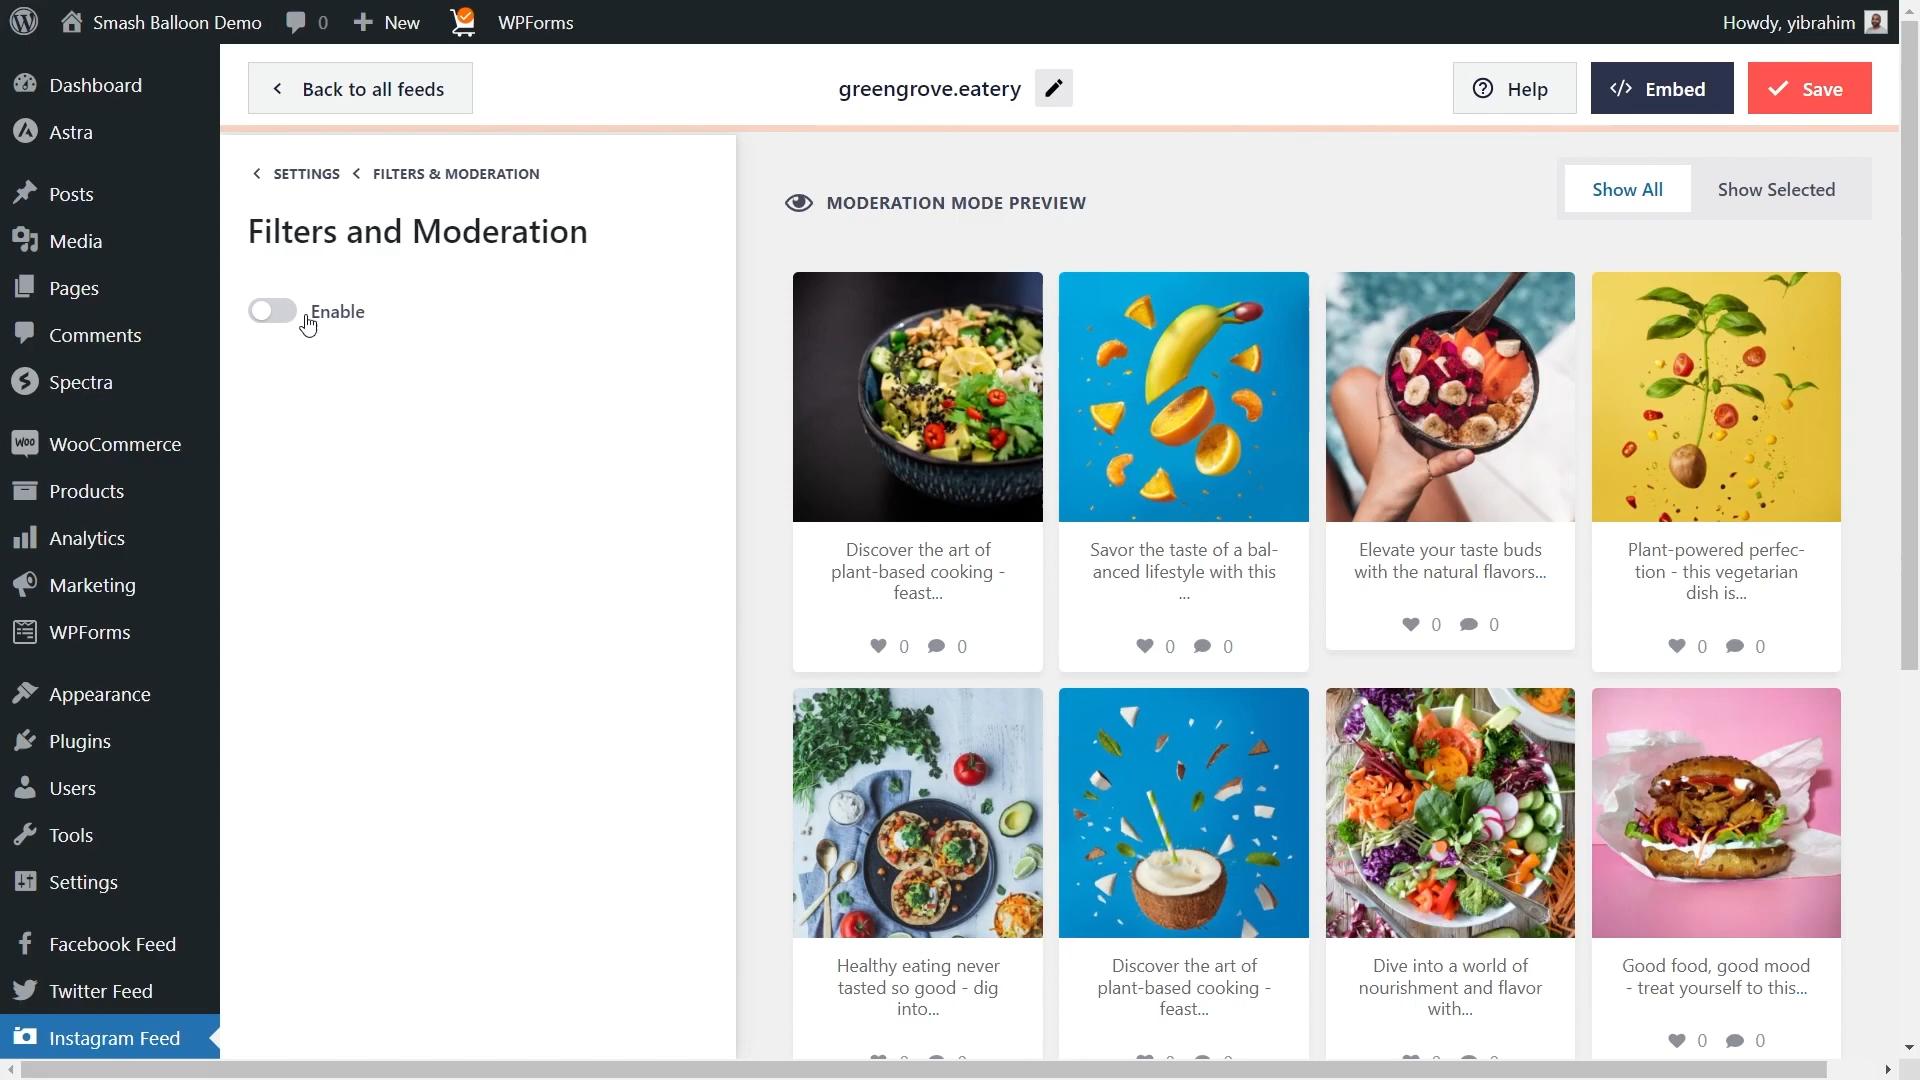 Smash Balloon Demo
0
New
WPForms
Howdy, yibrahim
Dashboard
Astra
Posts
Media
Pages
Comments
Spectra
WooCommerce
Products
Analytics
Marketing
WPForms
Appearance
Plugins
Users
Tools
Settings
Facebook Feed
Twitter Feed
Instagram Feed
Back to all feeds
greengrove.eatery
Help
</> Embed
Save
SETTINGS
FILTERS & MODERATION
Filters and Moderation
Enable
MODERATION MODE PREVIEW
Show All
Show Selected
Discover the art of
plant-based cooking -
feast...
0 0
Savor the taste of a bal-
anced lifestyle with this
...
0 0
Elevate your taste buds
with the natural flavors...
0 0
Plant-powered perfec-
tion - this vegetarian
dish is...
0 0
Healthy eating never
tasted so good - dig
into...
Discover the art of
plant-based cooking -
feast...
Dive into a world of
nourishment and flavor
with...
Good food, good mood
- treat yourself to this...
0 0